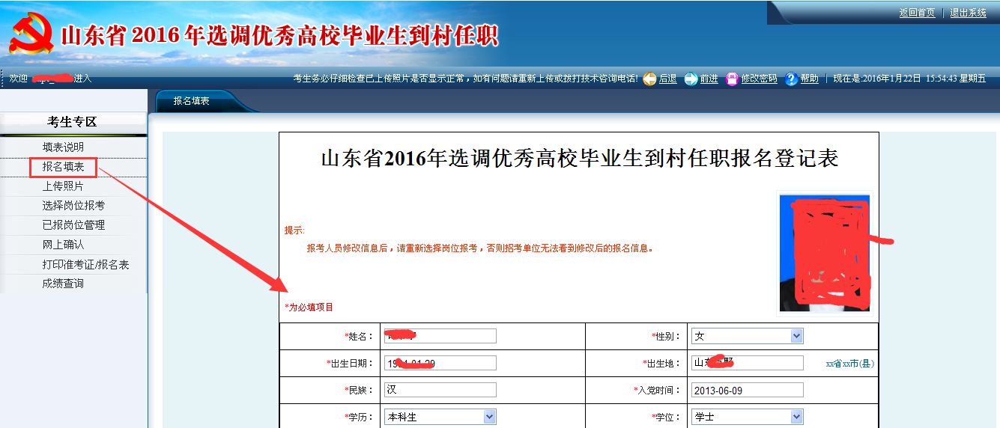 返回首页 | 退出系统
山东省 2016 年选调优秀高校毕业生到村任职
欢迎 进入
考生务必仔细检查已上传照片是否显示正常，如有问题请重新上传或拨打技术咨询电话! 后退 前进 修改密码 帮助 | 现在是:2016年1月22日 15:54:43 星期五
报名填表
考生专区
填表说明
报名填表
上传照片
选择岗位报考
已报岗位管理
网上确认
打印准考证/报名表
成绩查询
山东省2016年选调优秀高校毕业生到村任职报名登记表
提示:
报考人员修改信息后，请重新选择岗位报考，否则招考单位无法看到修改后的报名信息。
*为必填项目
*姓名： *性别： 女
*出生日期： *出生地： 山 野 xx省xx市(县)
*民族： 汉 *入党时间： 2013-06-09
*学历： 本科生 *学位： 学士